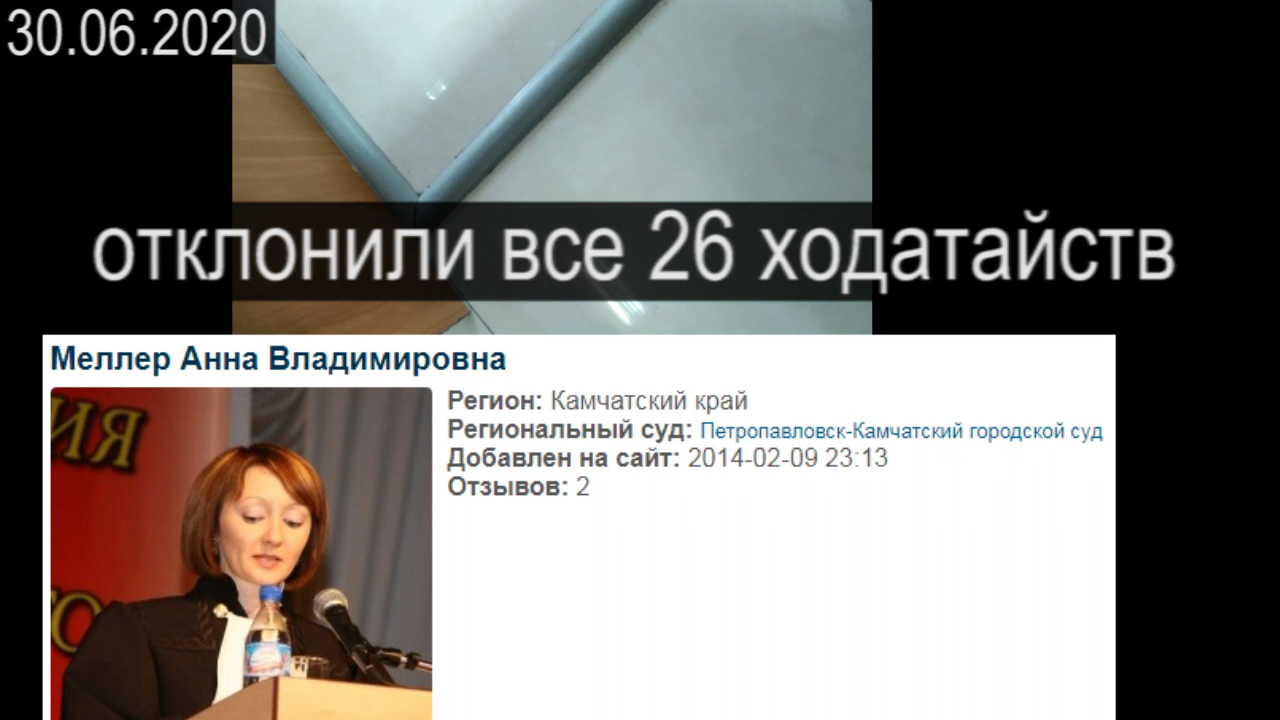 30.06.2020
отклонили все 26 ходатайств
Меллер Анна Владимировна
Регион: Камчатский край
Региональный суд: Петропавловск-Камчатский городской суд
Добавлен на сайт: 2014-02-09 23:13
Отзывов: 2
ИЯ